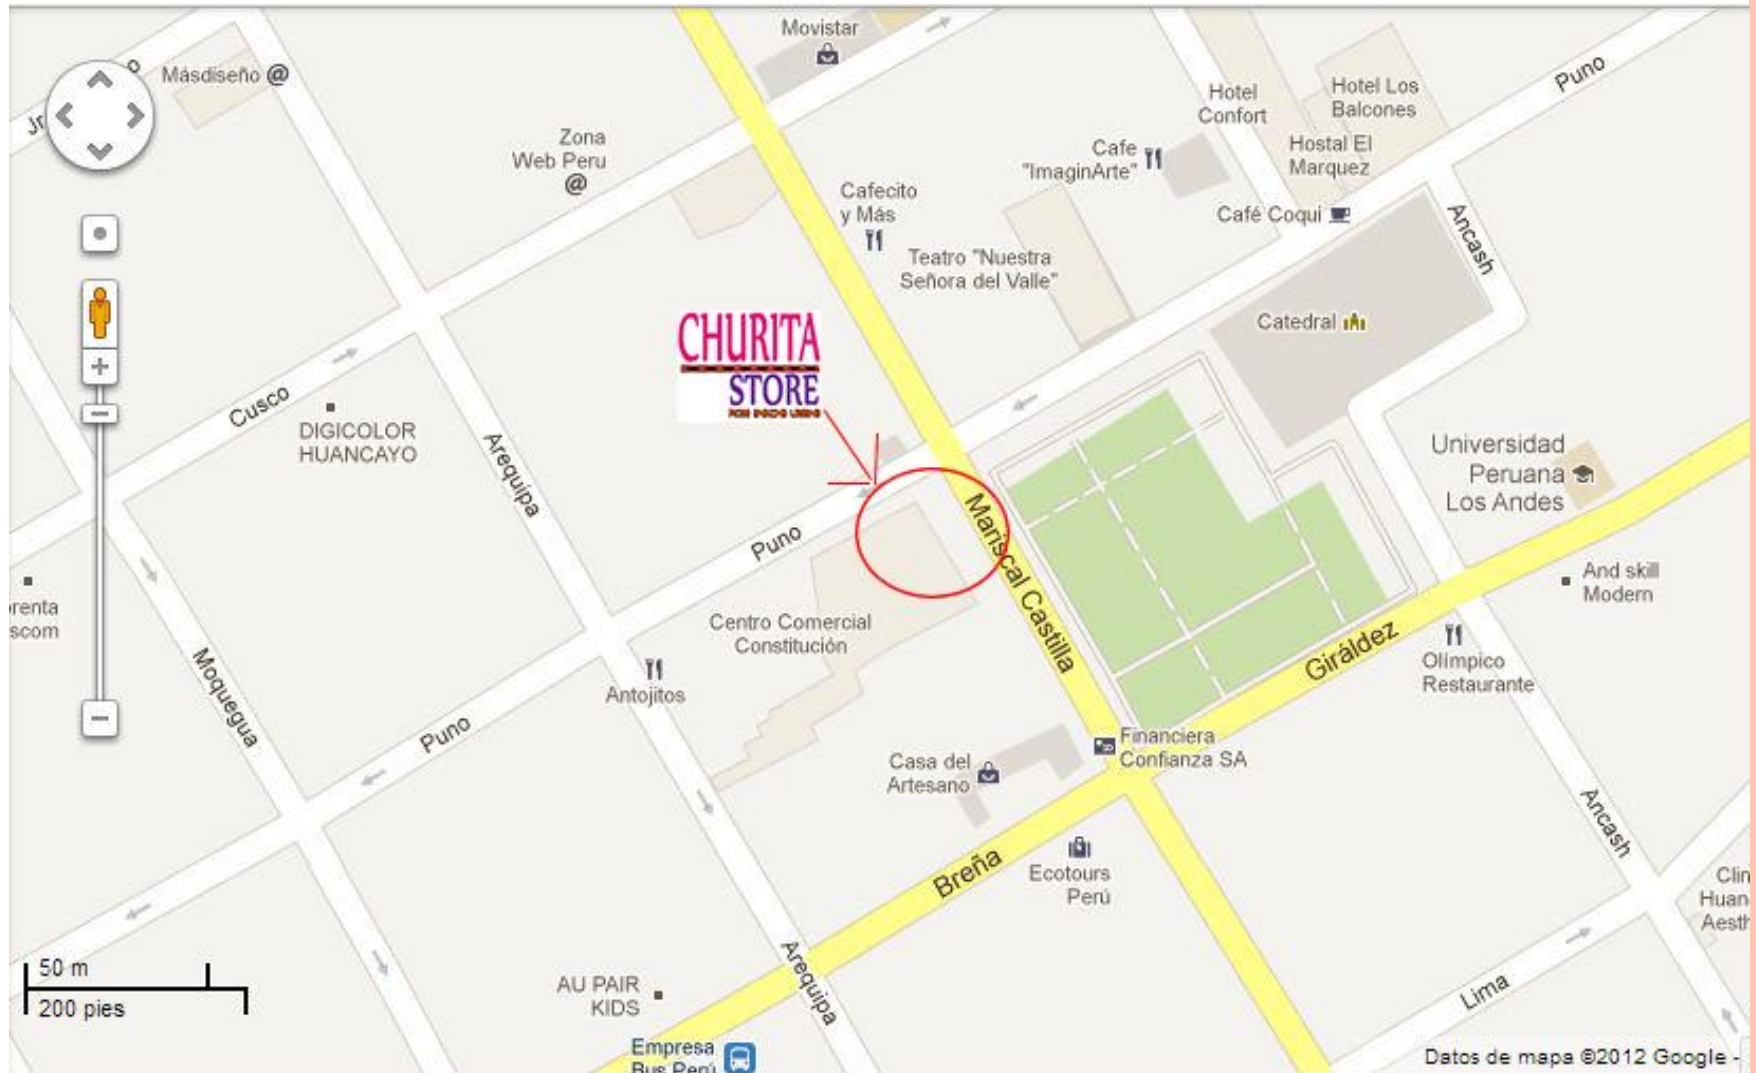 Movistar
Másdiseño @
Jr
Zona
Web Peru
@
Hotel
Confort
Hotel Los
Balcones
Puno
Cafe
"ImaginArte"
Hostal El
Marquez
Cafecito
y Más
Café Coqui
Ancash
Teatro "Nuestra
Señora del Valle"
Catedral
CHURITA
STORE
Cusco
DIGICOLOR
HUANCAYO
Arequipa
Universidad
Peruana
Los Andes
Mariscal Castilla
Puno
And skill
Modern
Centro Comercial
Constitución
Giráldez
Olímpico
Restaurante
Moquegua
Antojitos
Puno
Financiera
Confianza SA
Casa del
Artesano
Ancash
Breña
Ecotours
Perú
Arequipa
50 m
200 pies
AU PAIR
KIDS
Lima
Empresa
Bus Perú
Datos de mapa ©2012 Google -